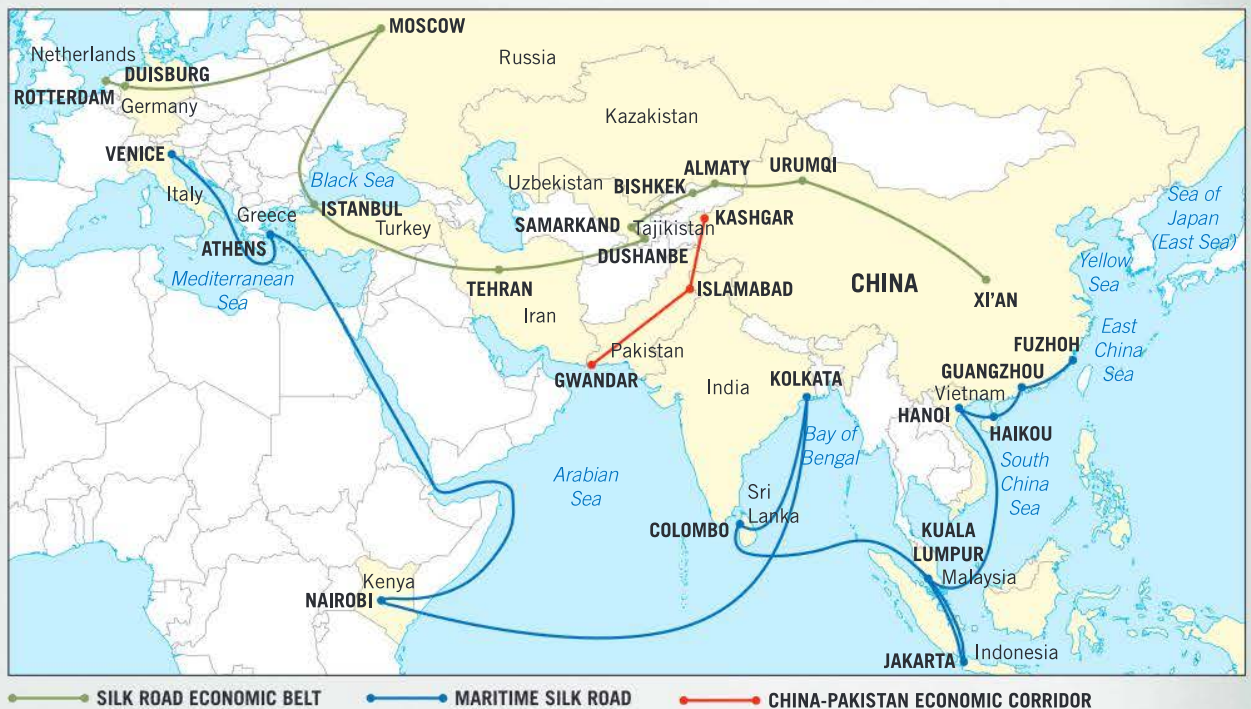 MOSCOW
Netherlands
DUISBURG
Russia
ROTTERDAM
Germany
Kazakistan
VENICE
ALMATY
URUMQI
Black Sea
Uzbekistan
BISHKEK
Italy
Sea of
Japan
(East Sea)
ISTANBUL
Greece
Turkey
SAMARKAND
Tajikistan
KASHGAR
ATHENS
DUSHANBE
Yellow
Sea
Mediterranean
Sea
TEHRAN
ISLAMABAD
CHINA
XI'AN
Iran
East
China
Sea
Pakistan
FUZHOH
GWANDAR
India
KOLKATA
GUANGZHOU
Vietnam
HANOI
HAIKOU
Bay of
Bengal
South
China
Sea
Arabian
Sea
Sri
Lanka
COLOMBO
KUALA
LUMPUR
Malaysia
Kenya
NAIROBI
Indonesia
JAKARTA
SILK ROAD ECONOMIC BELT
MARITIME SILK ROAD
CHINA-PAKISTAN ECONOMIC CORRIDOR